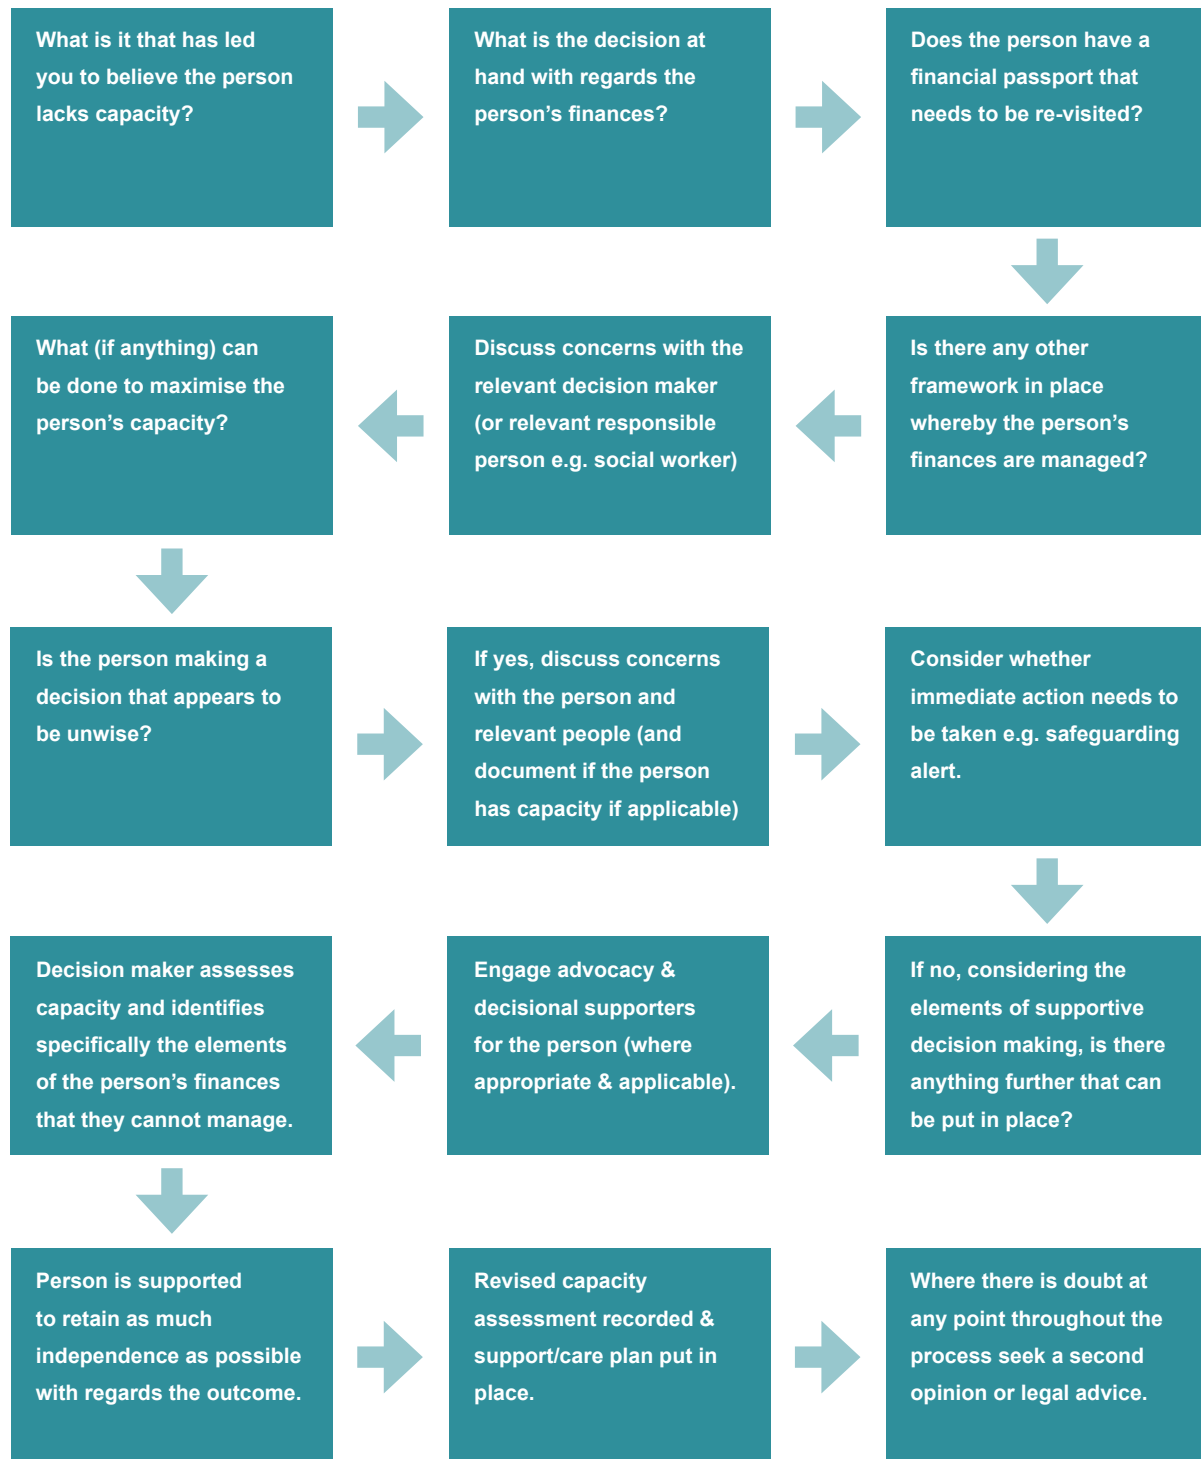 What is it that has led
you to believe the person
lacks capacity?
What is the decision at
hand with regards the
person’s finances?
Does the person have a
financial passport that
needs to be re-visited?
Is there any other
framework in place
whereby the person’s
finances are managed?
Discuss concerns with the
relevant decision maker
(or relevant responsible
person e.g. social worker)
What (if anything) can
be done to maximise the
person’s capacity?
Is the person making a
decision that appears to
be unwise?
If yes, discuss concerns
with the person and
relevant people (and
document if the person
has capacity if applicable)
Consider whether
immediate action needs to
be taken e.g. safeguarding
alert.
If no, considering the
elements of supportive
decision making, is there
anything further that can
be put in place?
Engage advocacy &
decisional supporters
for the person (where
appropriate & applicable).
Decision maker assesses
capacity and identifies
specifically the elements
of the person’s finances
that they cannot manage.
Person is supported
to retain as much
independence as possible
with regards the outcome.
Revised capacity
assessment recorded &
support/care plan put in
place.
Where there is doubt at
any point throughout the
process seek a second
opinion or legal advice.